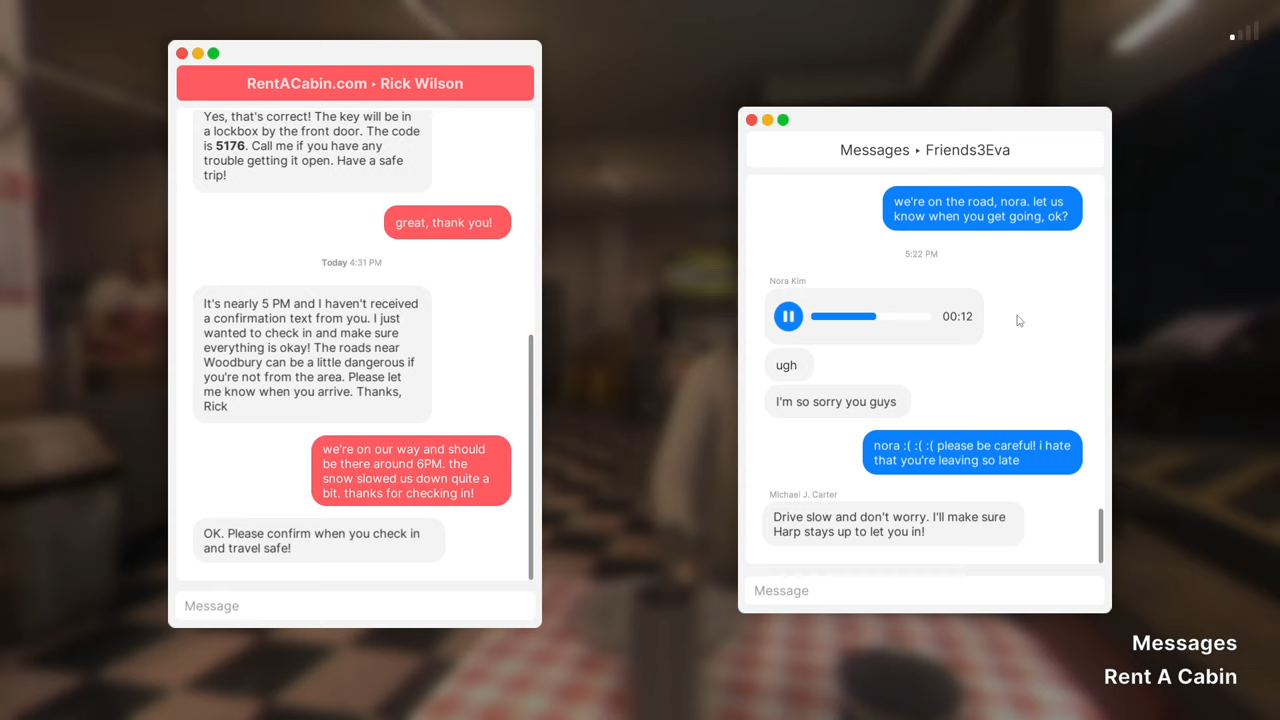 RentACabin.com ▸ Rick Wilson
Yes, that's correct! The key will be in
a lockbox by the front door. The code
is 5176. Call me if you have any
trouble getting it open. Have a safe
trip!
great, thank you!
Today 4:31 PM
It's nearly 5 PM and I haven't received
a confirmation text from you. I just
wanted to check in and make sure
everything is okay! The roads near
Woodbury can be a little dangerous if
you're not from the area. Please let
me know when you arrive. Thanks,
Rick
we're on our way and should
be there around 6PM. the
snow slowed us down quite a
bit. thanks for checking in!
OK. Please confirm when you check in
and travel safe!
Message
Messages ▸ Friends3Eva
we're on the road, nora. let us
know when you get going, ok?
5:22 PM
Nora Kim
00:12
ugh
I'm so sorry you guys
nora :( :( :( please be careful! i hate
that you're leaving so late
Michael J. Carter
Drive slow and don't worry. I'll make sure
Harp stays up to let you in!
Message
Messages
Rent A Cabin